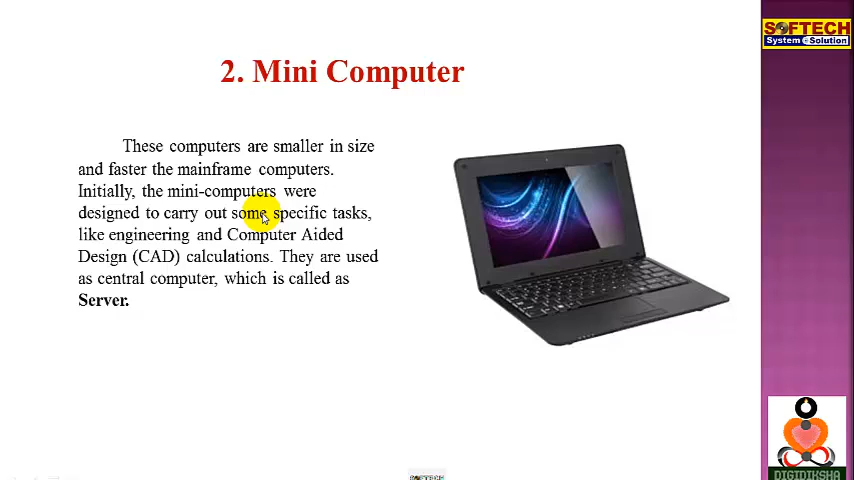 SOFTECH
System e Solution
2. Mini Computer
These computers are smaller in size
and faster the mainframe computers.
Initially, the mini-computers were
designed to carry out some specific tasks,
like engineering and Computer Aided
Design (CAD) calculations. They are used
as central computer, which is called as
Server.
SOFTECH
DIGIDIKSHA